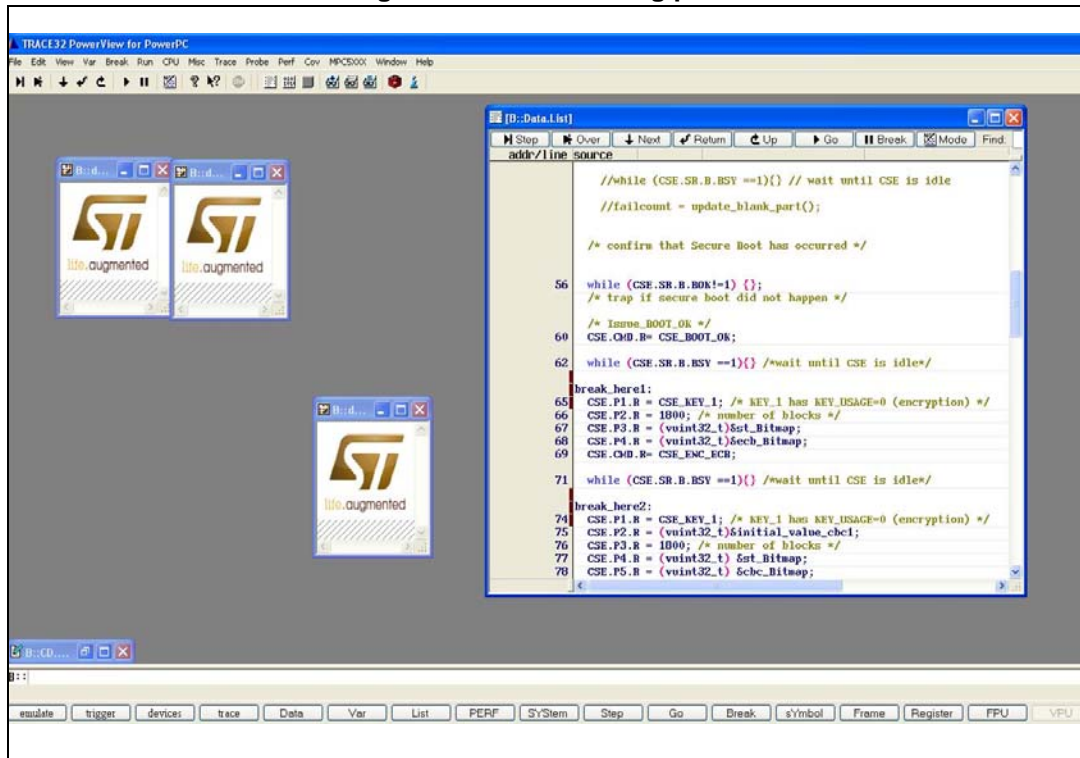 TRACE32 PowerView for PowerPC
File Edit View Var Break Run CPU Misc Trace Probe Perf Cov MPC5XXX Window Help
[B::Data.List]
Step Over Next Return Up Go Break Mode Find:
addr/line source
//while (CSE.SR.B.BSY ==1){} // wait until CSE is idle
//failcount = update_blank_part();
/* confirm that Secure Boot has occurred */
56 while (CSE.SR.B.BOK!=1) {};
/* trap if secure boot did not happen */
/* Issue_BOOT_OK */
60 CSE.CMD.R= CSE_BOOT_OK;
62 while (CSE.SR.B.BSY ==1){} /*wait until CSE is idle*/
break_here1:
65 CSE.P1.R = CSE_KEY_1; /* KEY_1 has KEY_USAGE=0 (encryption) */
66 CSE.P2.R = 1800; /* number of blocks */
67 CSE.P3.R = (vuint32_t)&st_Bitmap;
68 CSE.P4.R = (vuint32_t)&ecb_Bitmap;
69 CSE.CMD.R= CSE_ENC_ECB;
71 while (CSE.SR.B.BSY ==1){} /*wait until CSE is idle*/
break_here2:
74 CSE.P1.R = CSE_KEY_1; /* KEY_1 has KEY_USAGE=0 (encryption) */
75 CSE.P2.R = (vuint32_t)&initial_value_cbc1;
76 CSE.P3.R = 1800; /* number of blocks */
77 CSE.P4.R = (vuint32_t) &st_Bitmap;
78 CSE.P5.R = (vuint32_t) &cbc_Bitmap;
B::d...
ST
life.augmented
B::d...
ST
life.augmented
B::d...
ST
life.augmented
B::CD....
B::
emulate trigger devices trace Data Var List PERF SYStem Step Go Break sYmbol Frame Register FPU VPU